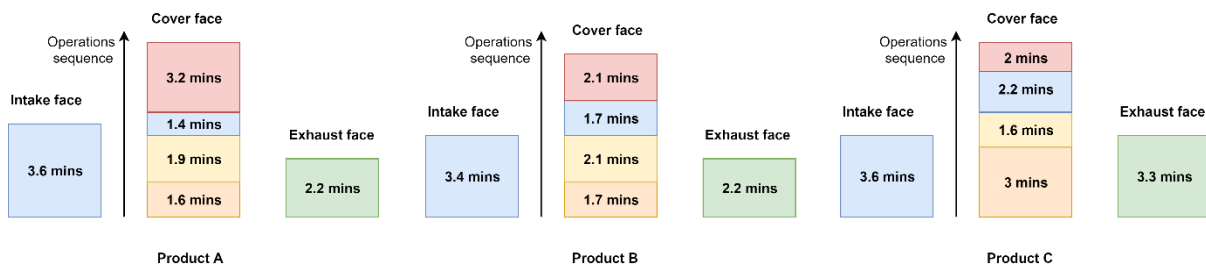 Cover face
Operations
sequence
3.2 mins
Intake face
1.4 mins
Exhaust face
3.6 mins
1.9 mins
2.2 mins
1.6 mins
Product A
Cover face
Operations
sequence
2.1 mins
Intake face
1.7 mins
Exhaust face
3.4 mins
2.1 mins
2.2 mins
1.7 mins
Product B
Cover face
Operations
sequence
2 mins
2.2 mins
Intake face
Exhaust face
1.6 mins
3.6 mins
3 mins
3.3 mins
Product C